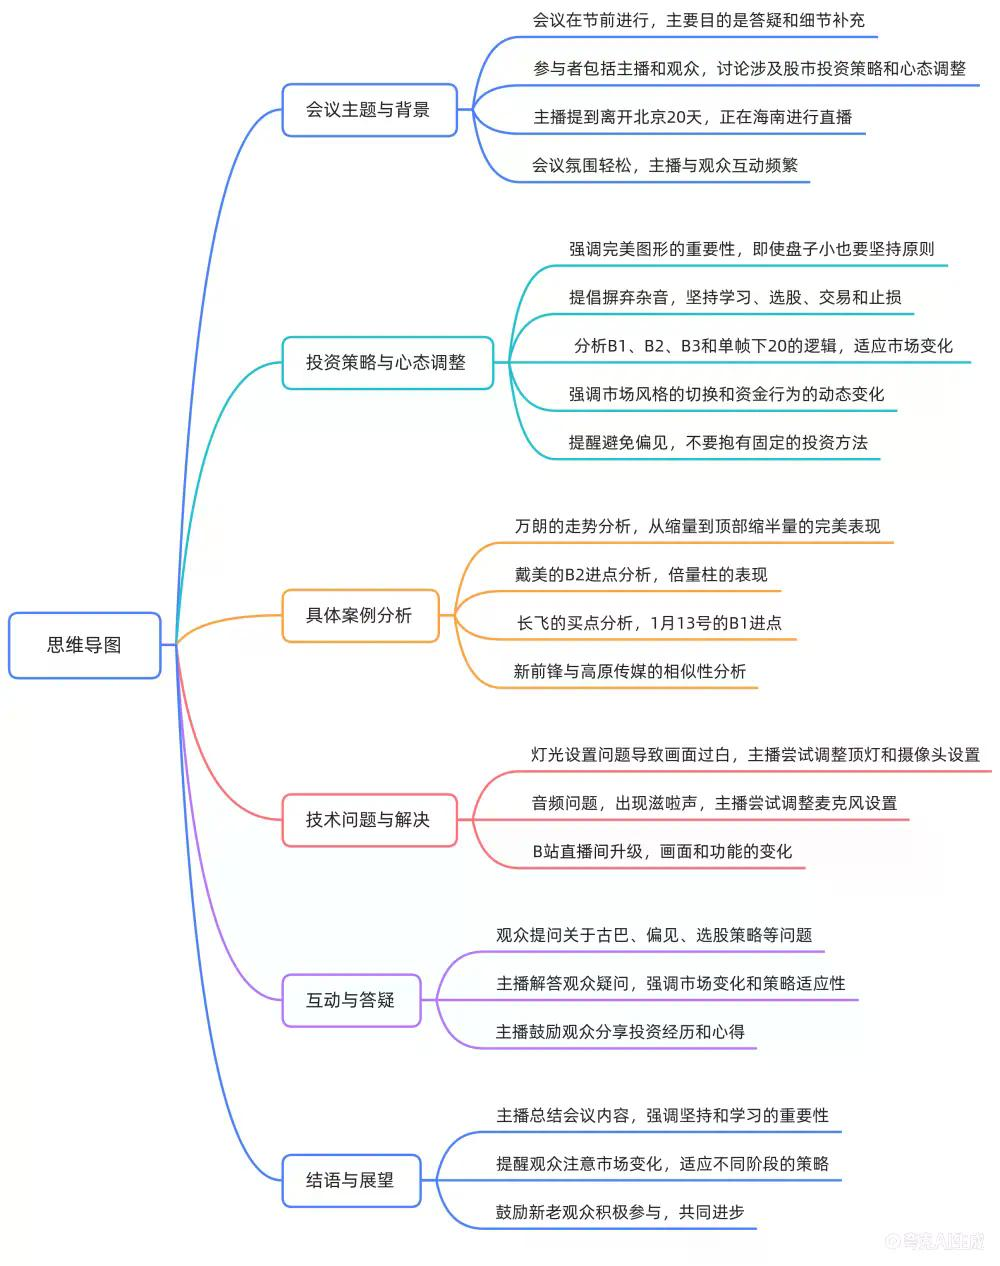 思维导图
会议主题与背景
会议在节前进行，主要目的是答疑和细节补充
参与者包括主播和观众，讨论涉及股市投资策略和心态调整
主播提到离开北京20天，正在海南进行直播
会议氛围轻松，主播与观众互动频繁
投资策略与心态调整
强调完美图形的重要性，即使盘子小也要坚持原则
提倡摒弃杂音，坚持学习、选股、交易和止损
分析B1、B2、B3和单帧下20的逻辑，适应市场变化
强调市场风格的切换和资金行为的动态变化
提醒避免偏见，不要抱有固定的投资方法
具体案例分析
万朗的走势分析，从缩量到顶部缩半量的完美表现
戴美的B2进点分析，倍量柱的表现
长飞的买点分析，1月13号的B1进点
新前锋与高原传媒的相似性分析
技术问题与解决
灯光设置问题导致画面过白，主播尝试调整顶灯和摄像头设置
音频问题，出现滋啦声，主播尝试调整麦克风设置
B站直播间升级，画面和功能的变化
互动与答疑
观众提问关于古巴、偏见、选股策略等问题
主播解答观众疑问，强调市场变化和策略适应性
主播鼓励观众分享投资经历和心得
结语与展望
主播总结会议内容，强调坚持和学习的重要性
提醒观众注意市场变化，适应不同阶段的策略
鼓励新老观众积极参与，共同进步
夸克AI生成